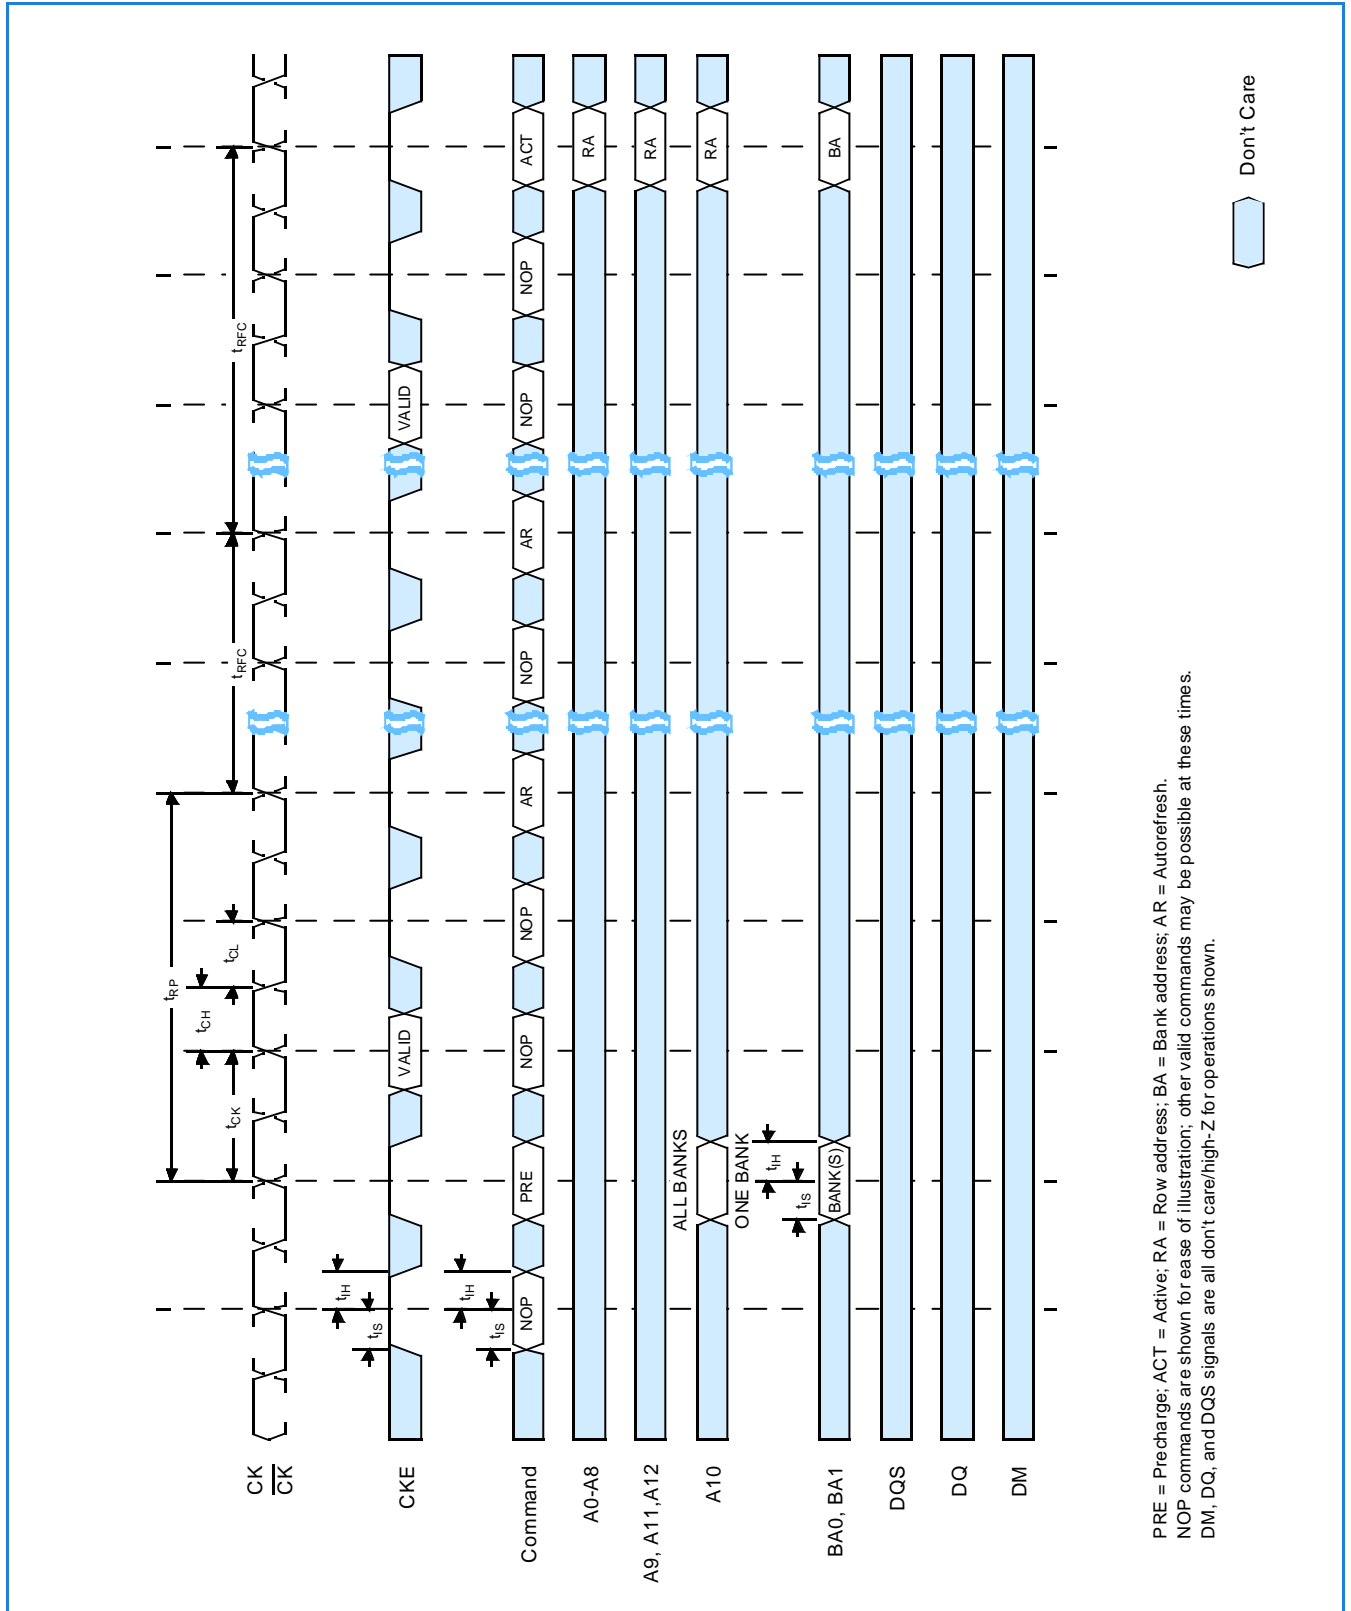 tRP
tCK
tCH
tCL
tRFC
tRFC
CK
CK
CKE
tIS
tIH
VALID
VALID
tIS
tIH
Command
NOP
PRE
NOP
NOP
AR
NOP
AR
NOP
NOP
ACT
A0-A8
RA
A9, A11,A12
RA
ALL BANKS
A10
RA
ONE BANK
tIS
tIH
BA0, BA1
BANK(S)
BA
DQS
DQ
DM
PRE = Precharge; ACT = Active; RA = Row address; BA = Bank address; AR = Autorefresh.
NOP commands are shown for ease of illustration; other valid commands may be possible at these times.
DM, DQ, and DQS signals are all don't care/high-Z for operations shown.
Don't Care